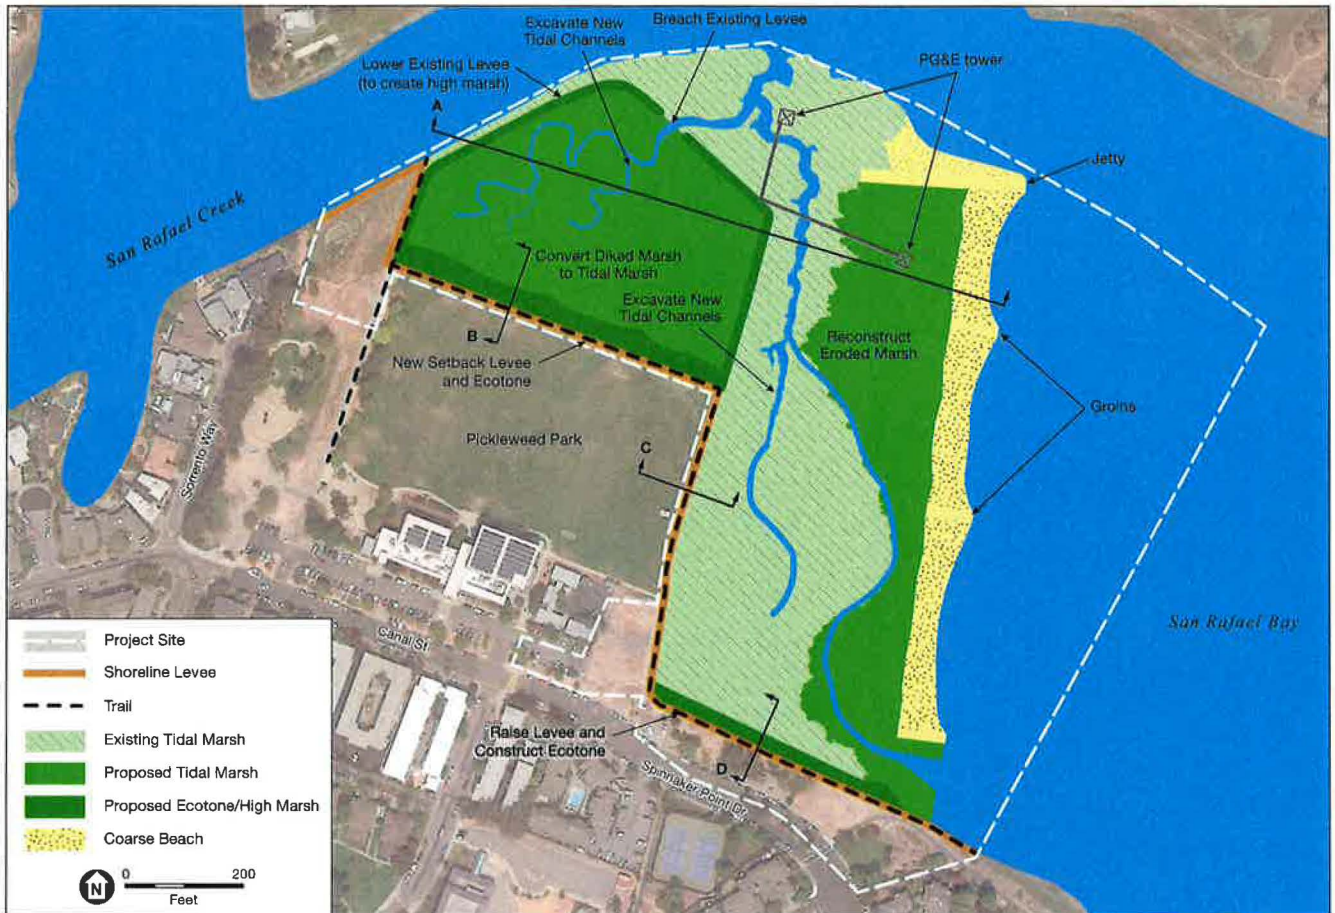 Excavate New
Tidal Channels
Breach Existing Levee
Lower Existing Levee
(to create high marsh)
PG&E tower
A
Jetty
San Rafael Creek
Convert Diked Marsh
to Tidal Marsh
Excavate New
Tidal Channels
B
Reconstruct
Eroded Marsh
New Setback Levee
and Ecotone
Groins
Pickleweed Park
C
Sorrento Way
San Rafael Bay
Canal St
Raise Levee and
Construct Ecotone
D
Spinnaker Point Dr
Project Site
Shoreline Levee
Trail
Existing Tidal Marsh
Proposed Tidal Marsh
Proposed Ecotone/High Marsh
Coarse Beach
N
0 200
Feet